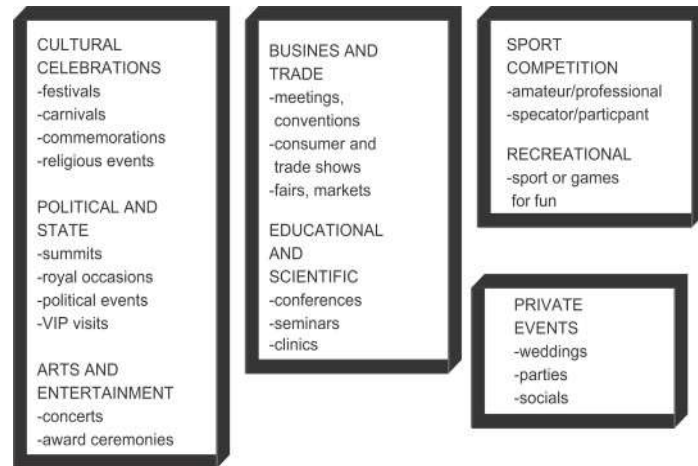 CULTURAL
CELEBRATIONS
-festivals
-carnivals
-commemorations
-religious events
POLITICAL AND
STATE
-summits
-royal occasions
-political events
-VIP visits
ARTS AND
ENTERTAINMENT
-concerts
-award ceremonies
BUSINES AND
TRADE
-meetings,
conventions
-consumer and
trade shows
-fairs, markets
EDUCATIONAL
AND
SCIENTIFIC
-conferences
-seminars
-clinics
SPORT
COMPETITION
-amateur/professional
-specator/particpant
RECREATIONAL
-sport or games
for fun
PRIVATE
EVENTS
-weddings
-parties
-socials